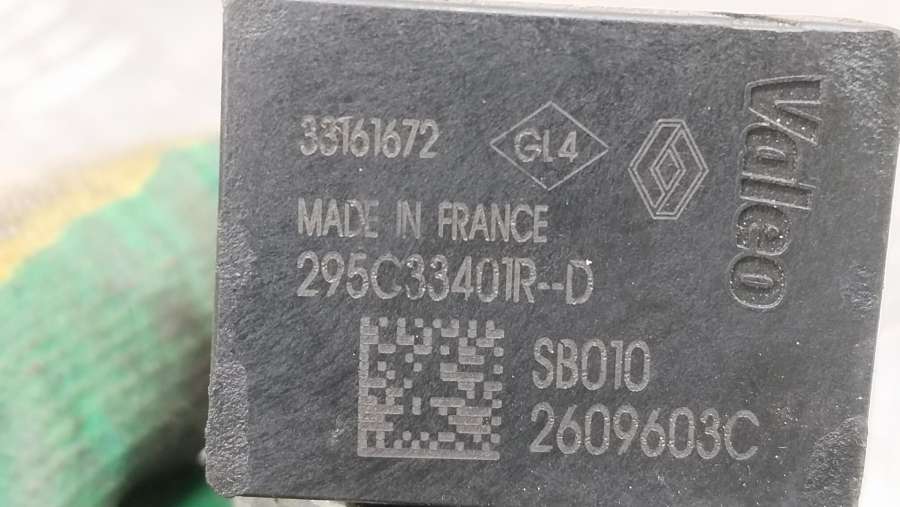 33161672
GL4
Valeo
MADE IN FRANCE
295C33401R--D
SB010
2609603C